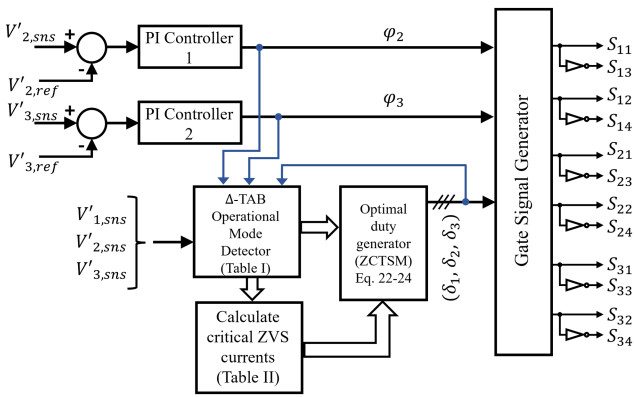 V'2,sns
+
-
V'2,ref
PI Controller
1
φ2
V'3,sns
+
-
V'3,ref
PI Controller
2
φ3
V'1,sns
V'2,sns
V'3,sns
Δ-TAB
Operational
Mode
Detector
(Table I)
Optimal
duty
generator
(ZCTSM)
Eq. 22-24
(δ1, δ2, δ3)
Calculate
critical ZVS
currents
(Table II)
Gate Signal Generator
S11
S13
S12
S14
S21
S23
S22
S24
S31
S33
S32
S34